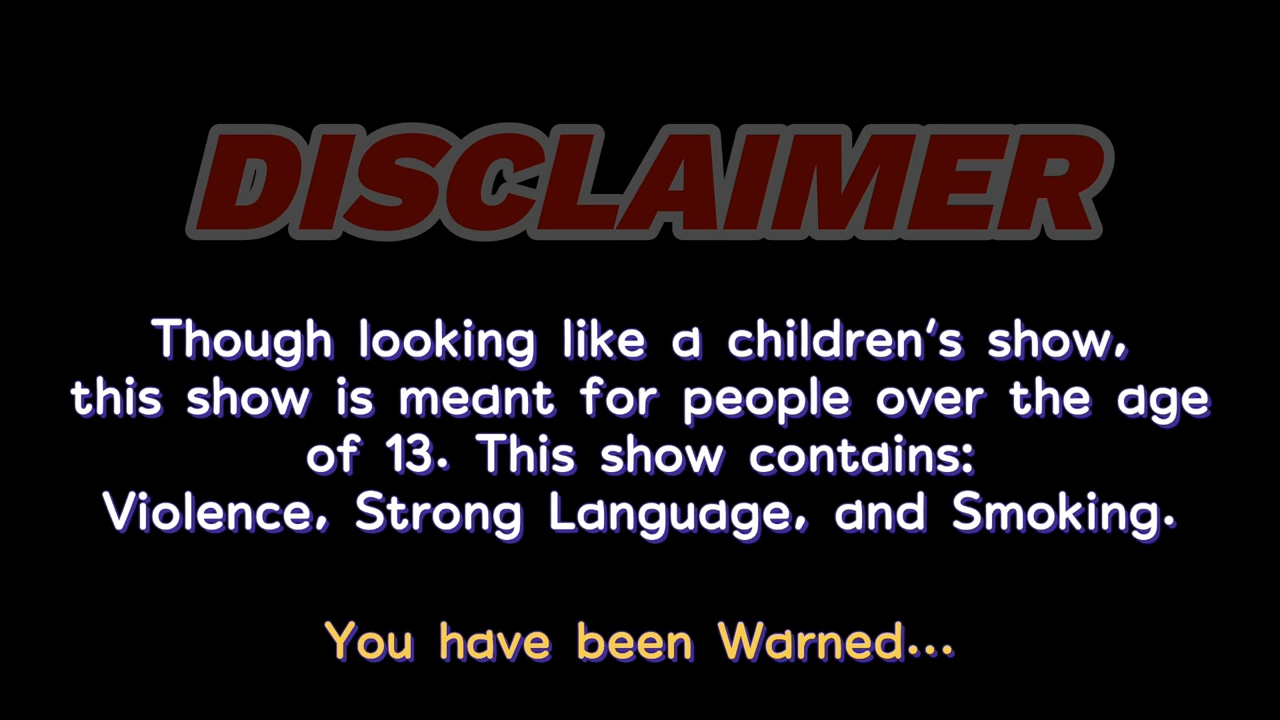 DISCLAIMER
Though looking like a children's show,
this show is meant for people over the age
of 13. This show contains:
Violence, Strong Language, and Smoking.
You have been Warned...